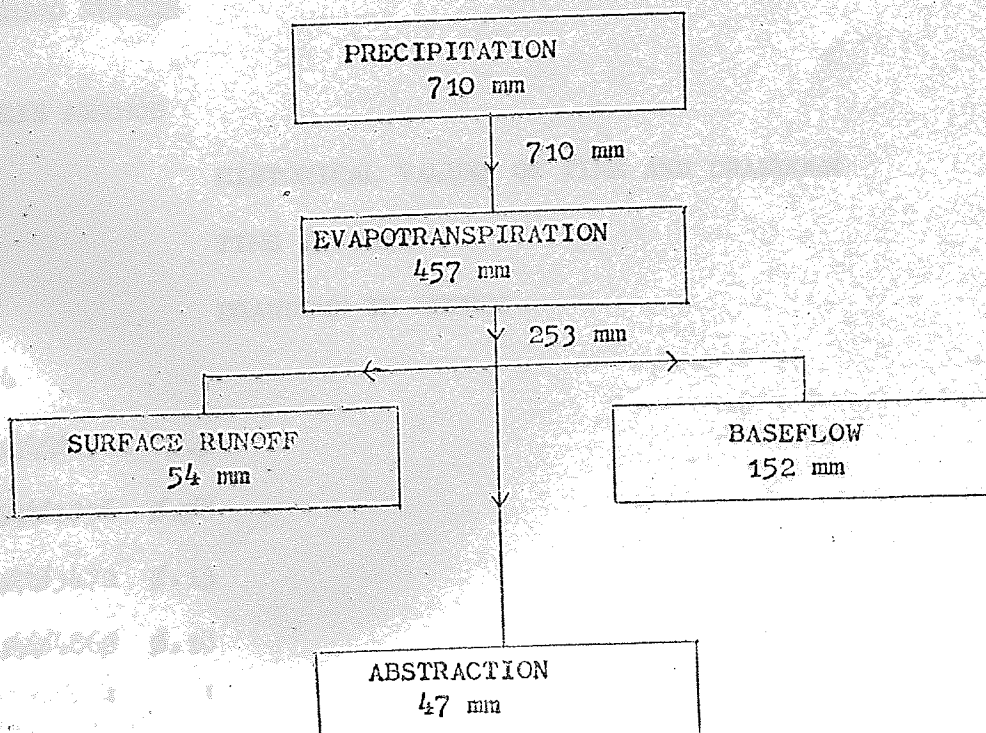 PRECIPITATION
710 mm
710 mm
EVAPOTRANSPIRATION
457 mm
253 mm
SURFACE RUNOFF
54 mm
BASEFLOW
152 mm
ABSTRACTION
47 mm